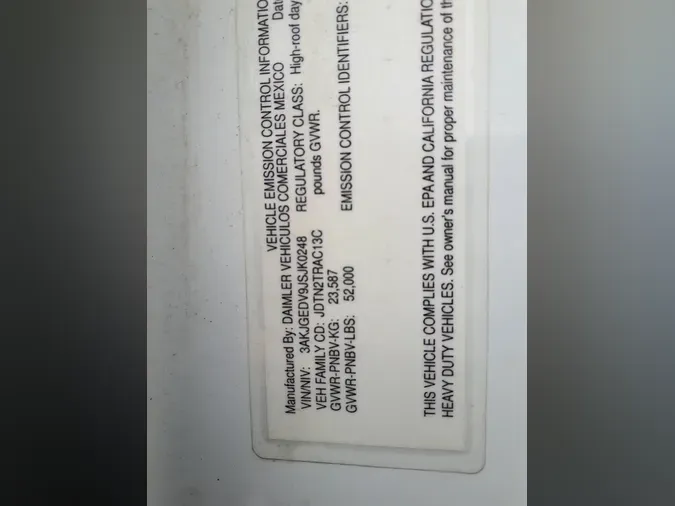 VEHICLE EMISSION CONTROL INFORMATIO
Manufactured By: DAIMLER VEHICULOS COMERCIALES MEXICO Dat
VIN/NIV: 3AKJGEDV9JSJK0248 REGULATORY CLASS: High-roof day
VEH FAMILY CD: JDTN2TRAC13C pounds GVWR.
GVWR-PNBV-KG: 23,587
GVWR-PNBV-LBS: 52,000 EMISSION CONTROL IDENTIFIERS:
THIS VEHICLE COMPLIES WITH U.S. EPA AND CALIFORNIA REGULATIO
HEAVY DUTY VEHICLES. See owner's manual for proper maintenance of th